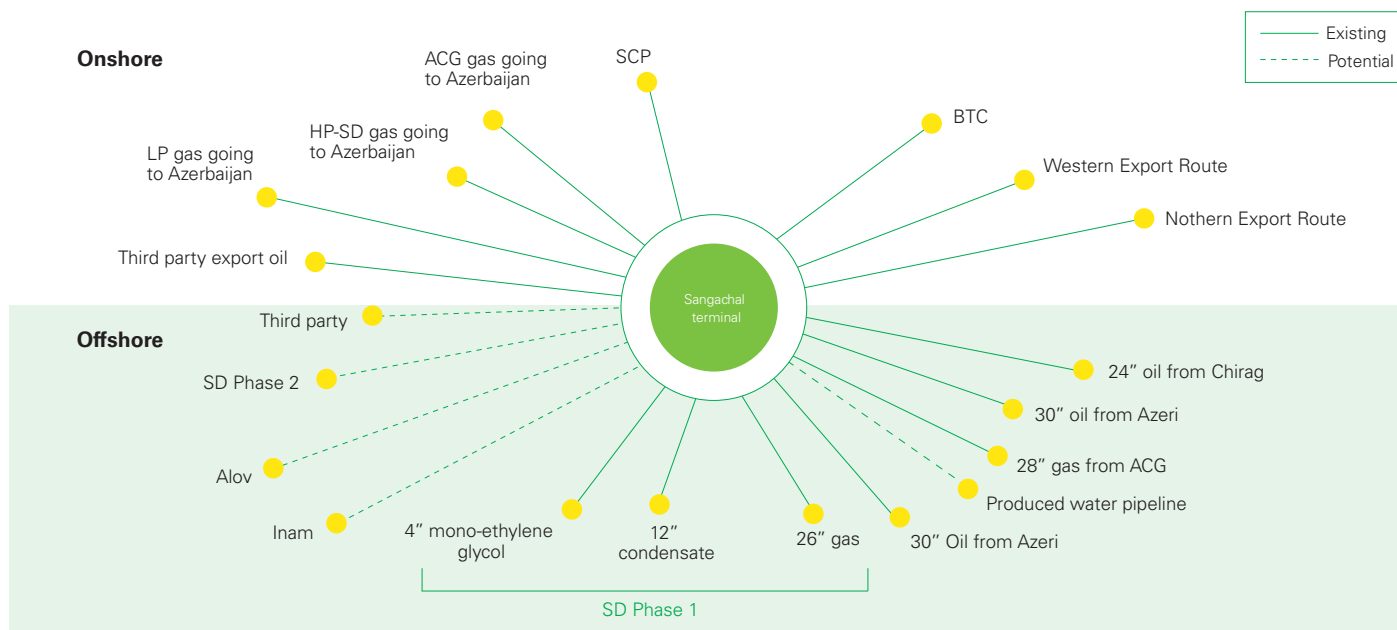 Onshore
Existing
Potential
ACG gas going
to Azerbaijan
SCP
HP-SD gas going
to Azerbaijan
BTC
LP gas going
to Azerbaijan
Western Export Route
Nothern Export Route
Third party export oil
Sangachal
terminal
Third party
Offshore
SD Phase 2
24” oil from Chirag
30” oil from Azeri
28” gas from ACG
Alov
Produced water pipeline
Inam
4” mono-ethylene
glycol
12”
condensate
26” gas
30” Oil from Azeri
SD Phase 1